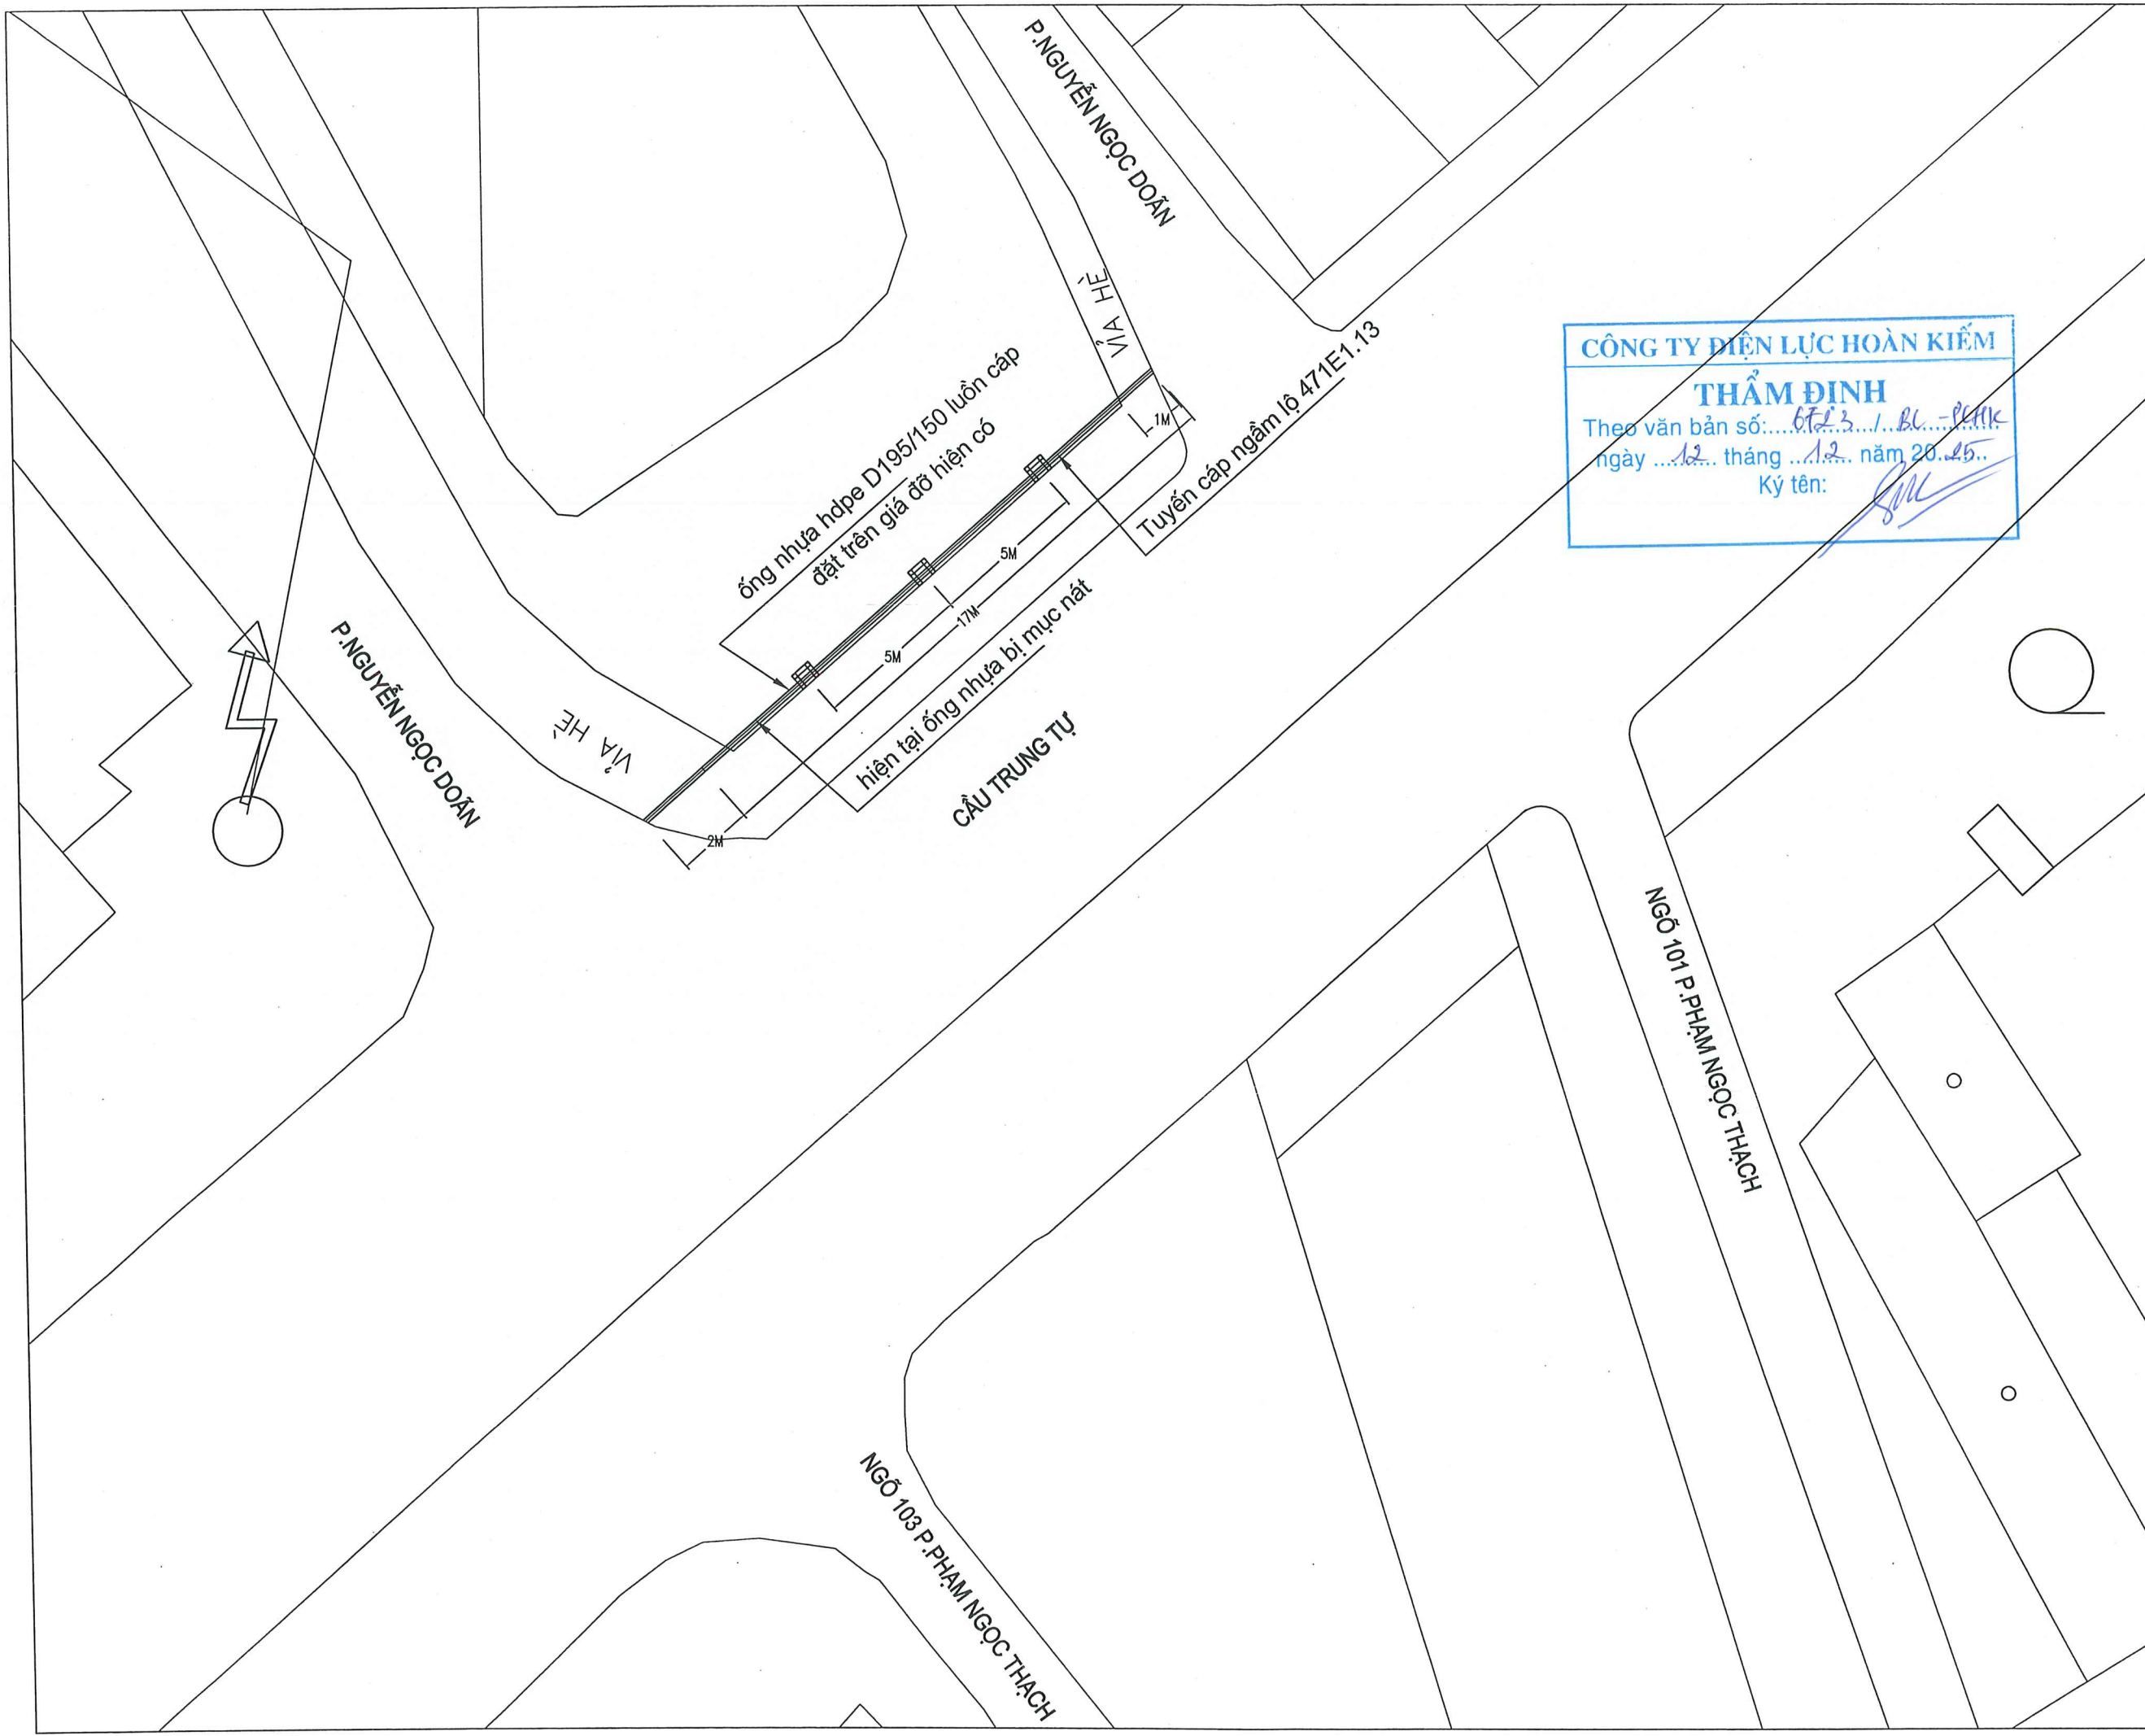 P.NGUYỄN NGỌC DOÃN
VỈA HÈ
ống nhựa hdpe D195/150 luồn cáp
đặt trên giá đỡ hiện có
Tuyến cáp ngầm lộ 471E1.13
1M
5M
17M
5M
2M
hiện tại ống nhựa bị mục nát
CẦU TRUNG TỰ
P.NGUYỄN NGỌC DOÃN
VỈA HÈ
CÔNG TY ĐIỆN LỰC HOÀN KIẾM
THẨM ĐỊNH
Theo văn bản số: / BC-PCHK
ngày 12 tháng 12 năm 2025
Ký tên:
NGÕ 101 P.PHẠM NGỌC THẠCH
NGÕ 103 P.PHẠM NGỌC THẠCH